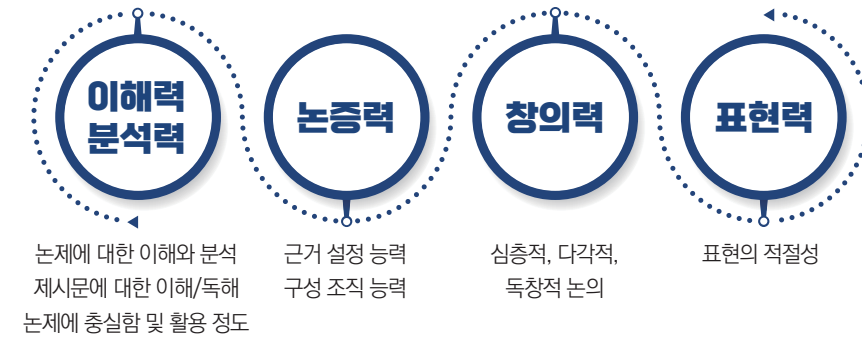 이해력
분석력
논제에 대한 이해와 분석
제시문에 대한 이해/독해
논제에 충실함 및 활용 정도
논증력
근거 설정 능력
구성 조직 능력
창의력
심층적, 다각적,
독창적 논의
표현력
표현의 적절성